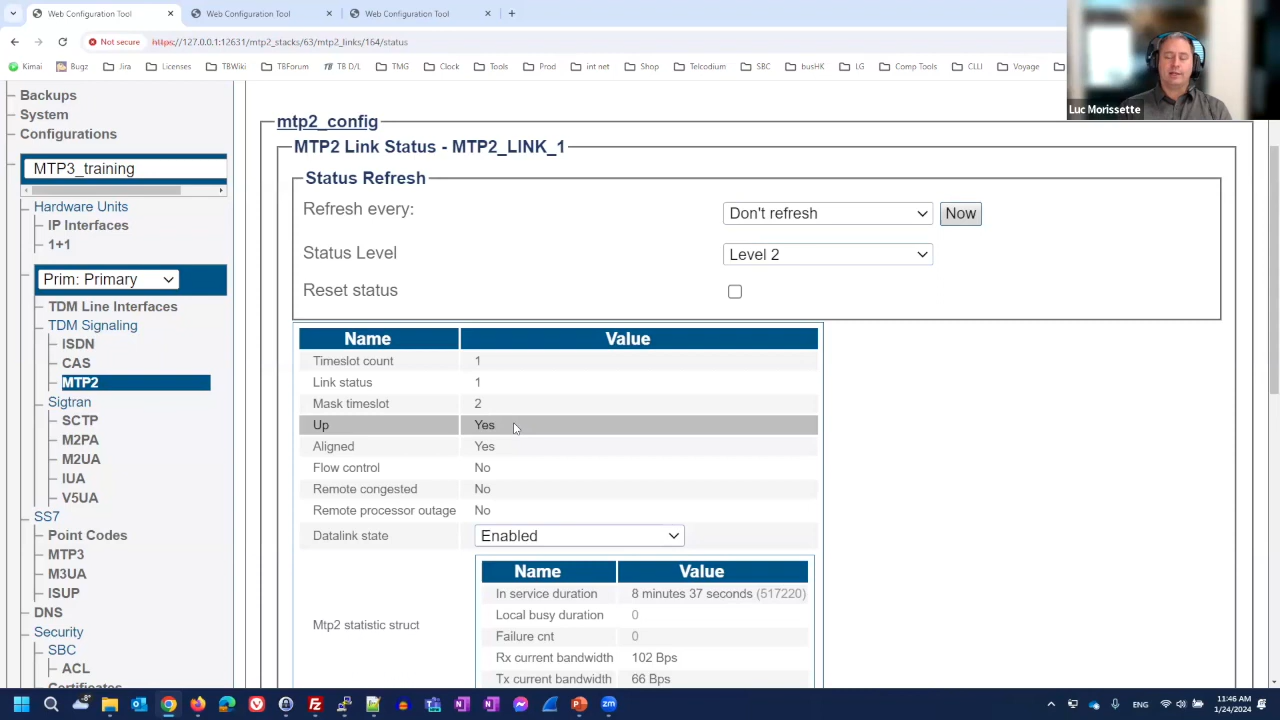 Web Configuration Tool
Web Configuration Tool
Web Configuration Tool
Not secure
https://127.0.0.1:12631/mtp2_stacks/63/mtp2_links/164/status
Kimai
Bugz
Jira
Licenses
TBWiki
TBForum
TB D/L
TMG
Clock
Tools
Prod
int net
Shop
Telcodium
SBC
busHK
LG
Comp Tools
CLLI
Voyage
Luc Morissette
Backups
System
Configurations
MTP3_training
Hardware Units
IP Interfaces
1+1
Prim: Primary
TDM Line Interfaces
TDM Signaling
ISDN
CAS
MTP2
Sigtran
SCTP
M2PA
M2UA
IUA
V5UA
SS7
Point Codes
MTP3
M3UA
ISUP
DNS
Security
SBC
ACL
Certificates
mtp2_config
MTP2 Link Status - MTP2_LINK_1
Status Refresh
Refresh every: Don't refresh Now
Status Level Level 2
Reset status
Name Value
Timeslot count 1
Link status 1
Mask timeslot 2
Up Yes
Aligned Yes
Flow control No
Remote congested No
Remote processor outage No
Datalink state Enabled
Mtp2 statistic struct
Name Value
In service duration 8 minutes 37 seconds (517220)
Local busy duration 0
Failure cnt 0
Rx current bandwidth 102 Bps
Tx current bandwidth 66 Bps
ENG
11:46 AM
1/24/2024